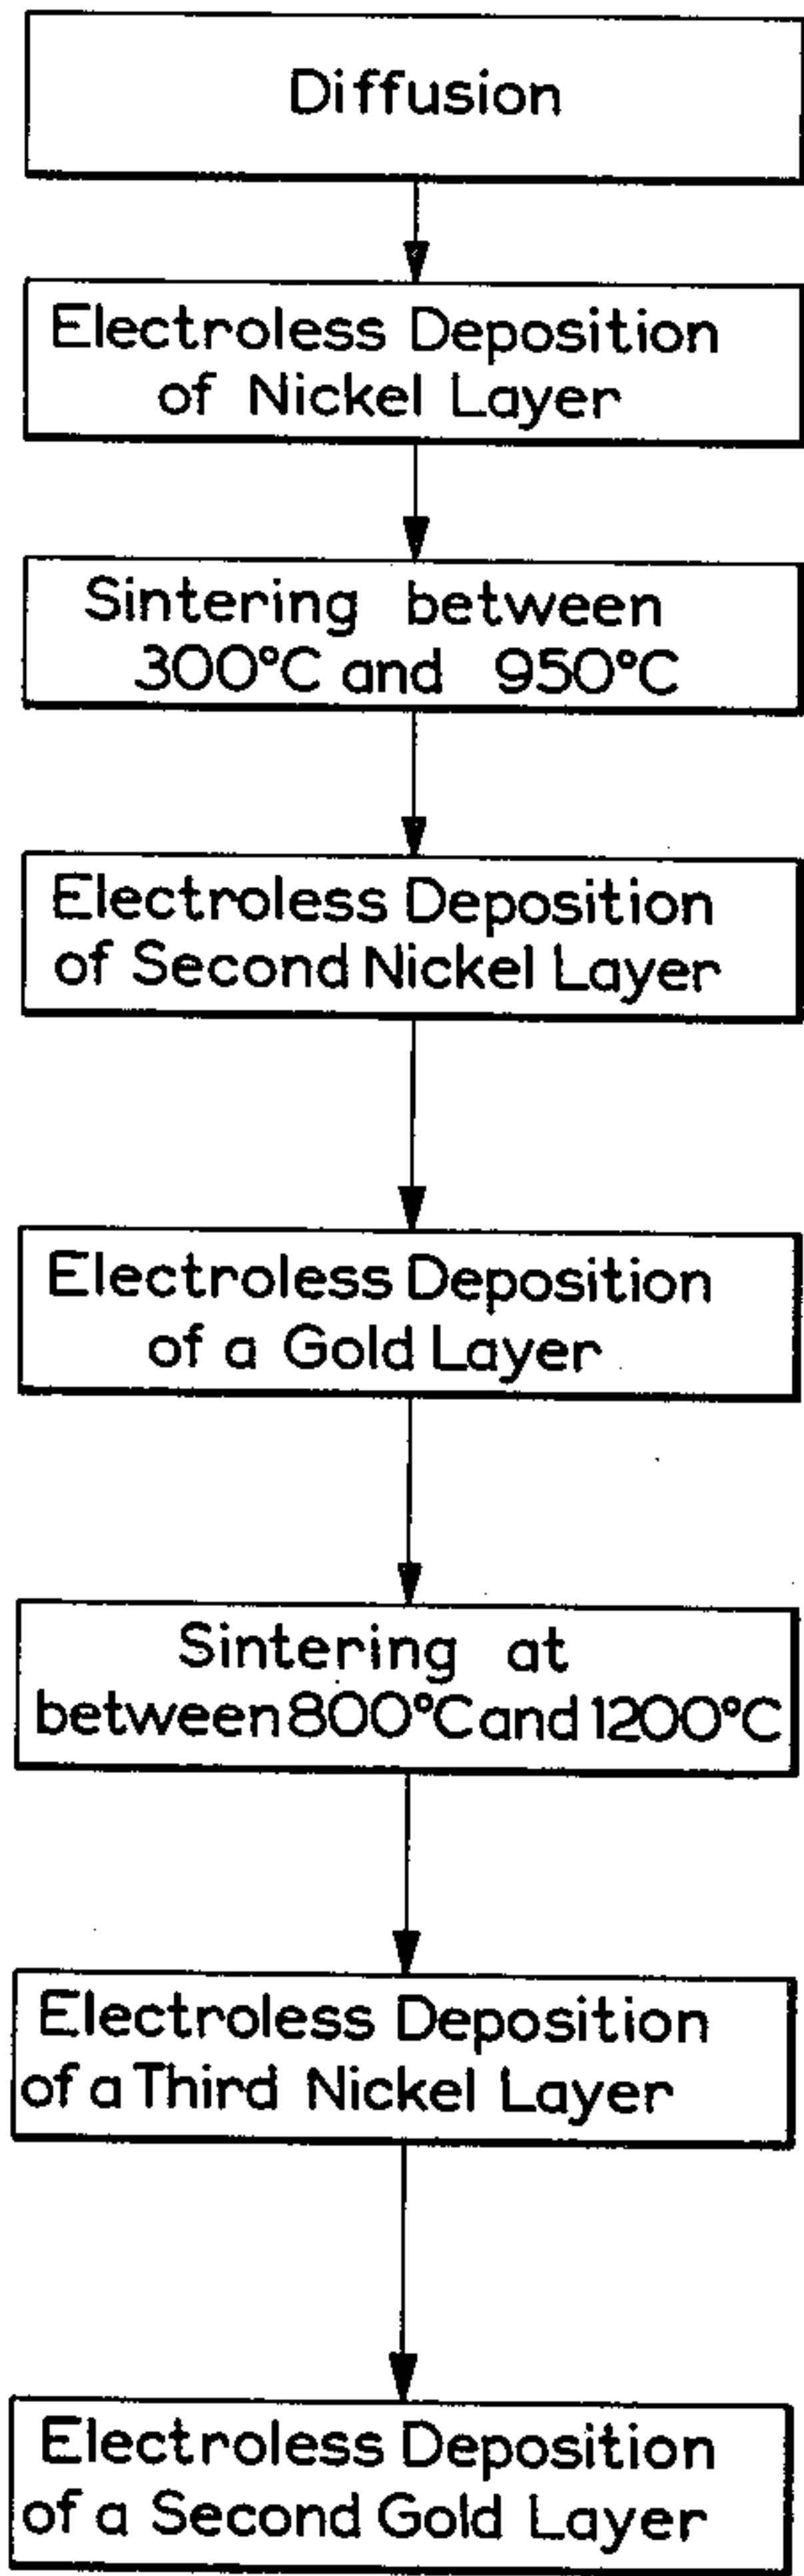 Diffusion
Electroless Deposition
of Nickel Layer
Sintering between
300°C and 950°C
Electroless Deposition
of Second Nickel Layer
Electroless Deposition
of a Gold Layer
Sintering at
between 800°C and 1200°C
Electroless Deposition
of a Third Nickel Layer
Electroless Deposition
of a Second Gold Layer